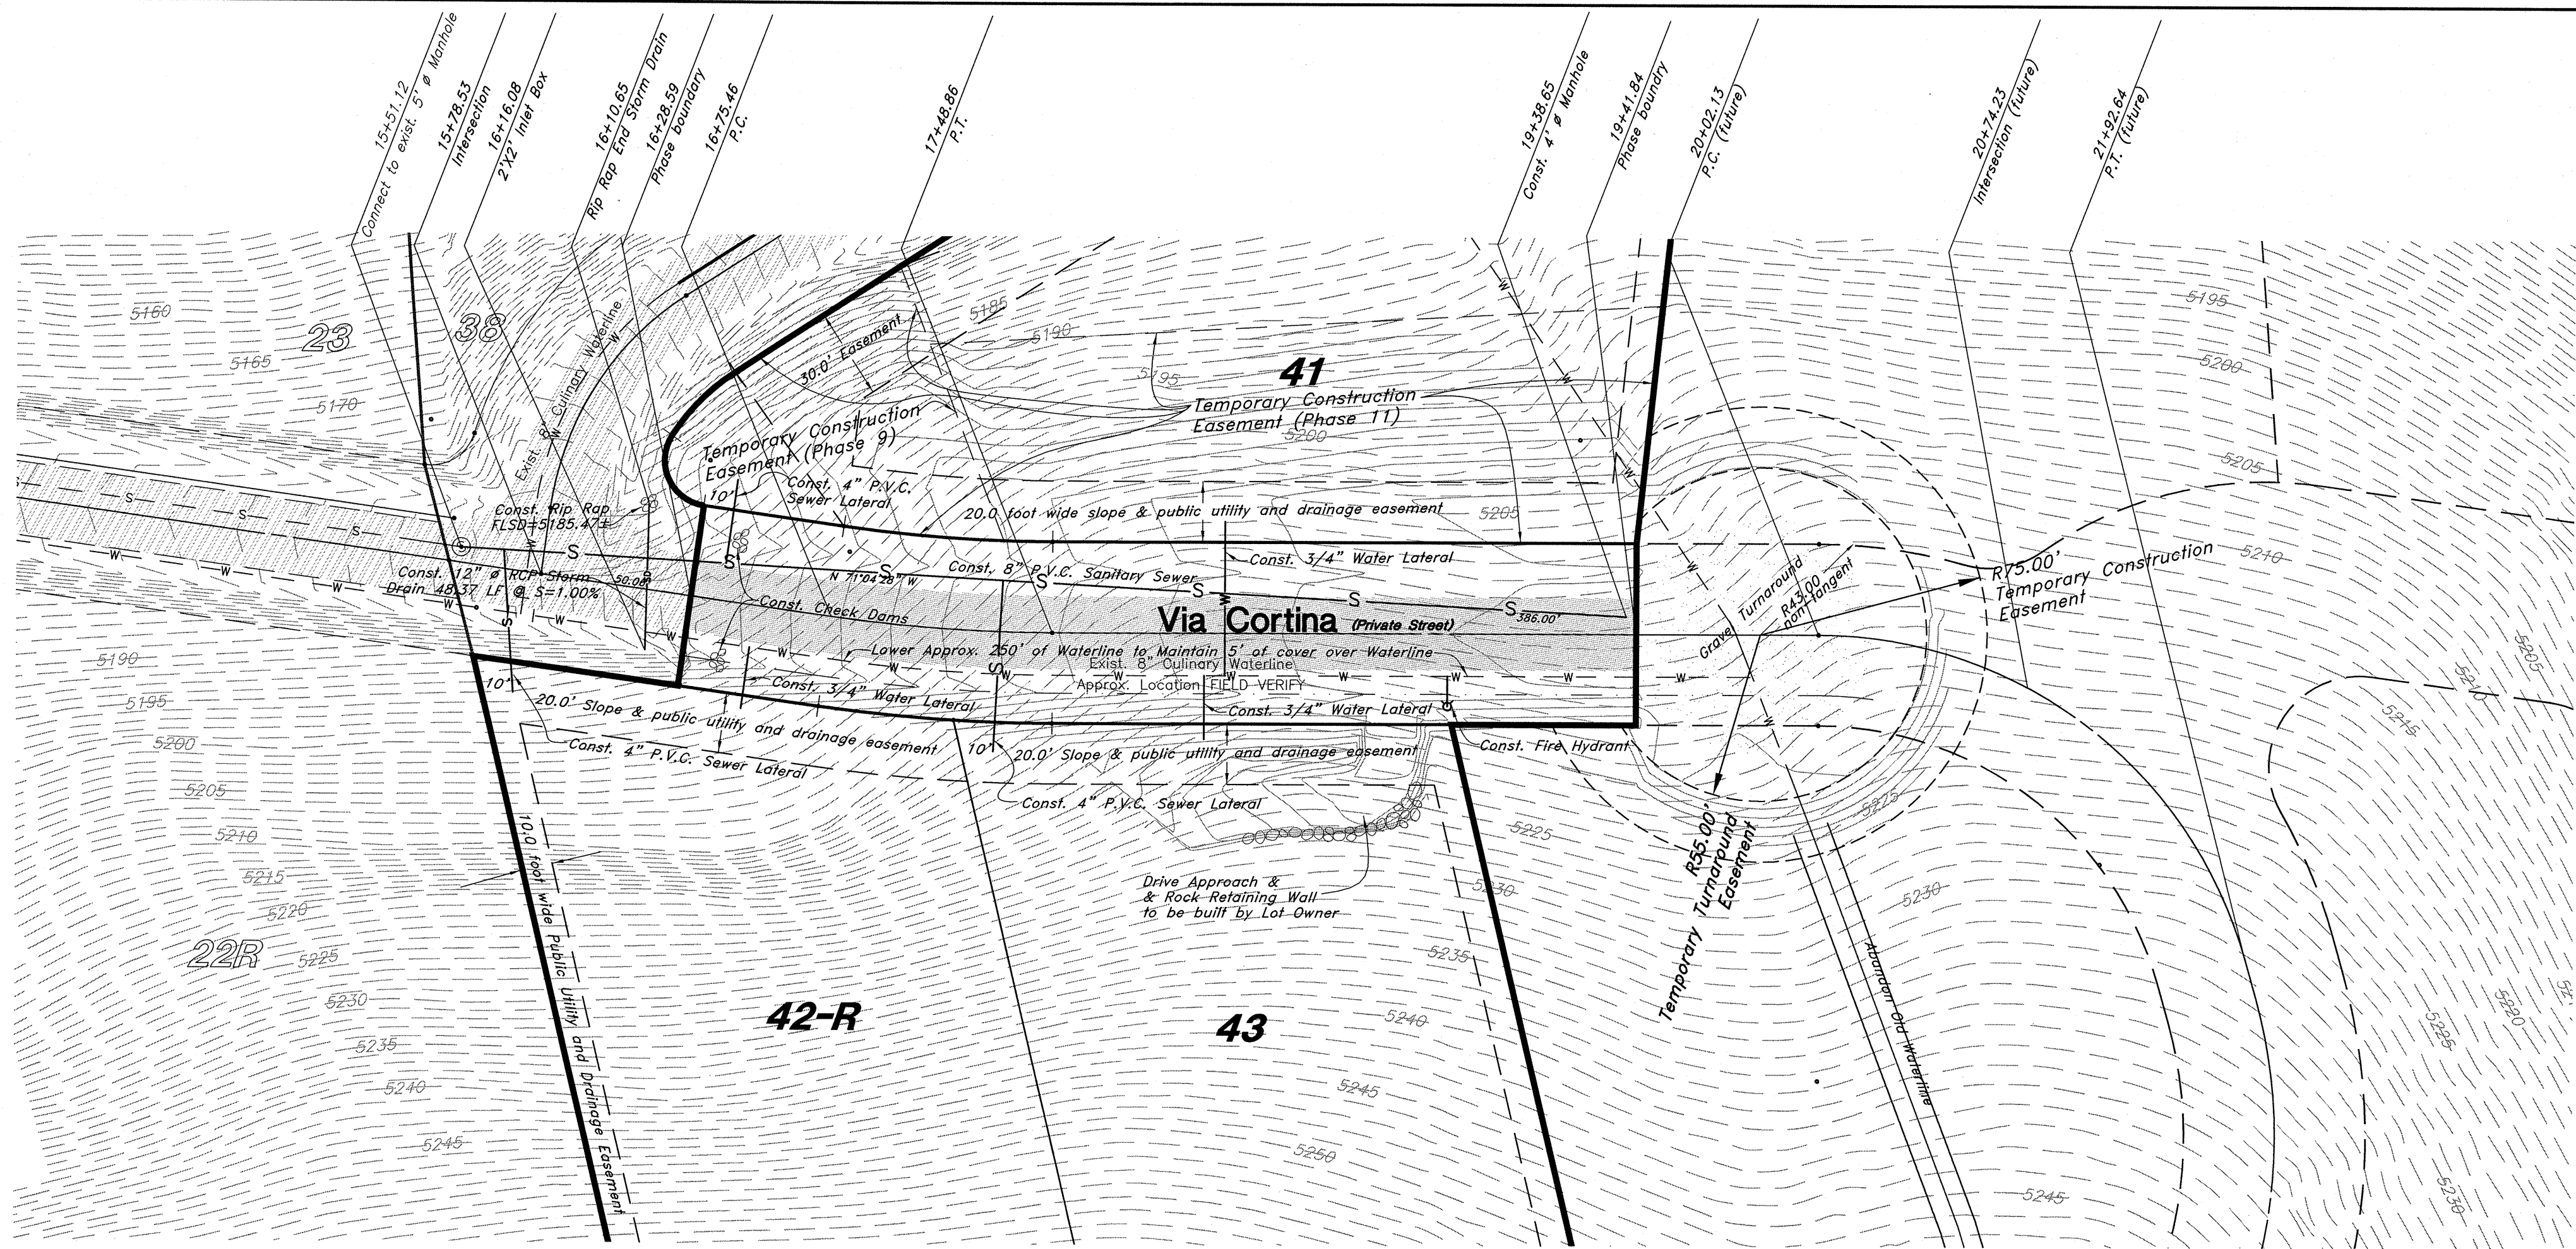 15+51.12
Connect to exist. 5' ø Manhole
15+78.53
Intersection
16+16.08
2'X2' Inlet Box
16+10.65
Rip Rap End Storm Drain
16+28.59
Phase boundary
16+75.46
P.C.
17+48.86
P.T.
19+38.65
Const. 4' ø Manhole
19+41.84
Phase boundry
20+02.13
P.C. (future)
20+74.23
Intersection (future)
21+92.64
P.T. (future)
5160
23
38
5165
5170
Exist. 8" Culinary Waterline
W
W
30.0' Easement
5185
5190
5195
41
Temporary Construction
Easement (Phase 11)
5200
Temporary Construction
Easement (Phase 9)
10'
Const. 4" P.V.C.
Sewer Lateral
20.0 foot wide slope & public utility and drainage easement
5205
5195
5200
5205
5210
Const. Rip Rap
FLSD=5185.47±
Const. 12" ø RCP Storm
Drain 48.37 LF @ S=1.00%
50.08'
N 71°04'28" W
Const. 8" P.V.C. Sanitary Sewer
Const. 3/4" Water Lateral
Const. Check Dams
Via Cortina (Private Street)
386.00'
Lower Approx. 250' of Waterline to Maintain 5' of cover over Waterline
Exist. 8" Culinary Waterline
Approx. Location FIELD VERIFY
Gravel Turnaround
R43.00'
non-tangent
R75.00'
Temporary Construction
Easement
5190
5195
5200
5205
5210
5215
5220
22R
5225
5230
5235
5240
5245
10'
20.0' Slope & public utility and drainage easement
Const. 3/4" Water Lateral
Const. 4" P.V.C. Sewer Lateral
10'
20.0' Slope & public utility and drainage easement
Const. 3/4" Water Lateral
Const. Fire Hydrant
Const. 4" P.V.C. Sewer Lateral
10.0 foot wide Public Utility and Drainage Easement
Drive Approach &
& Rock Retaining Wall
to be built by Lot Owner
42-R
43
5225
5230
5235
5240
5245
5250
R55.00'
Temporary Turnaround
Easement
Abandon Old Waterline
5225
5230
5245
5205
5210
5215
5220
5225
5230